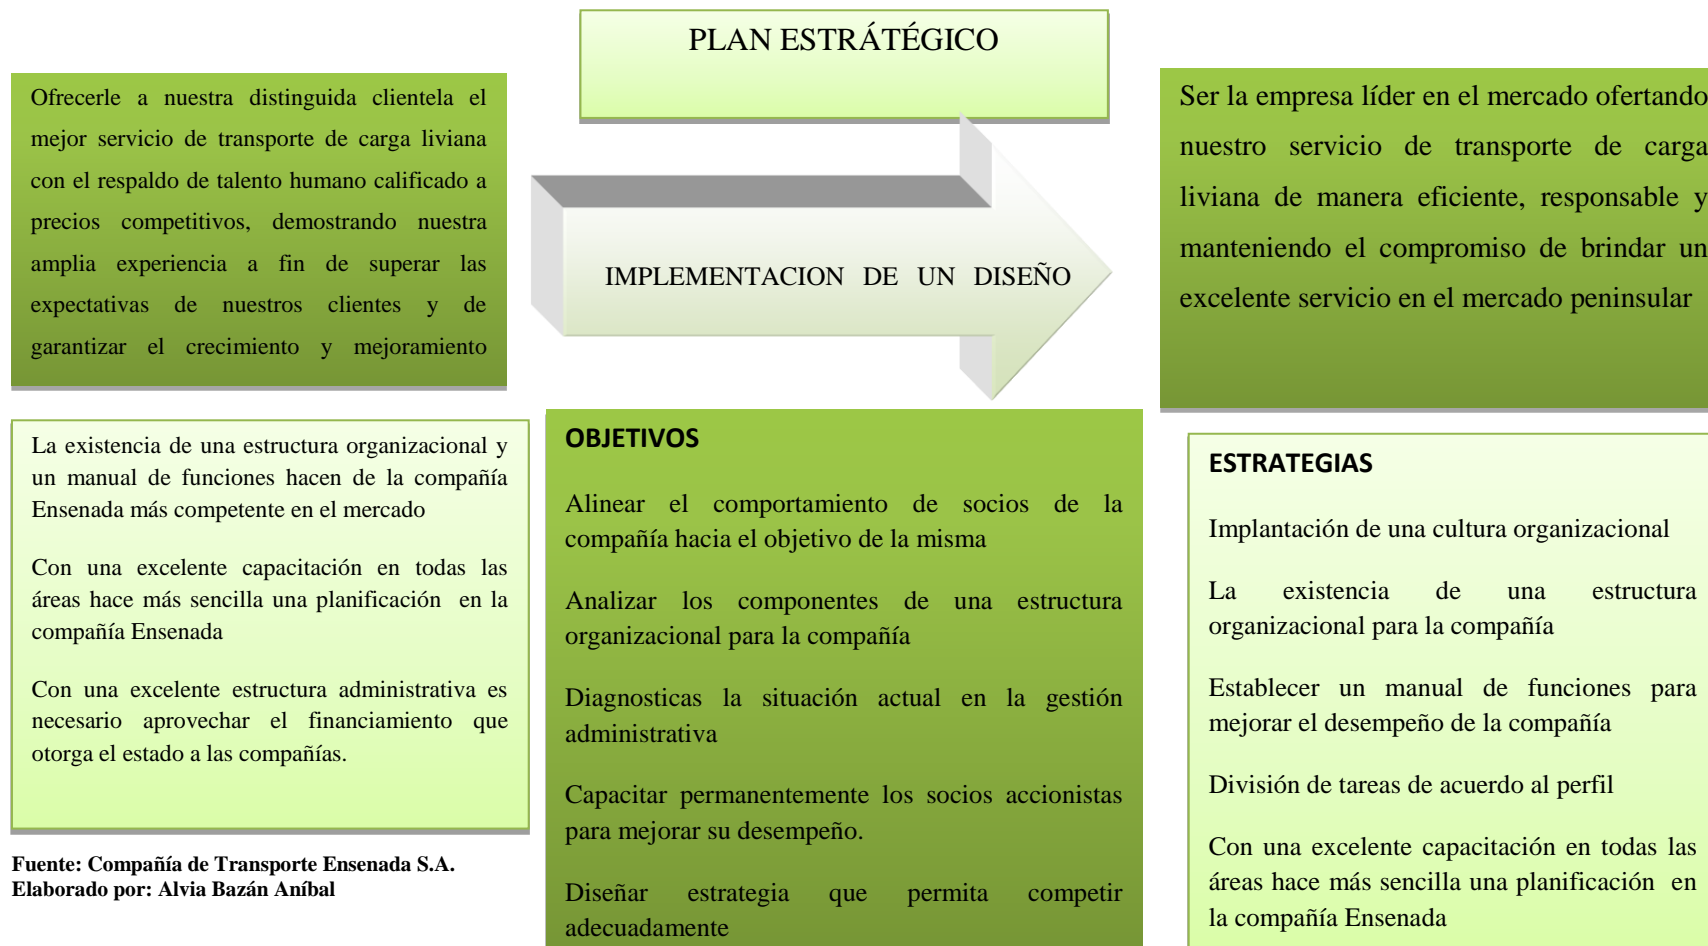 PLAN ESTRÁTÉGICO
Ofrecerle a nuestra distinguida clientela el
mejor servicio de transporte de carga liviana
con el respaldo de talento humano calificado a
precios competitivos, demostrando nuestra
amplia experiencia a fin de superar las
expectativas de nuestros clientes y de
garantizar el crecimiento y mejoramiento
IMPLEMENTACION DE UN DISEÑO
Ser la empresa líder en el mercado ofertando
nuestro servicio de transporte de carga
liviana de manera eficiente, responsable y
manteniendo el compromiso de brindar un
excelente servicio en el mercado peninsular
La existencia de una estructura organizacional y
un manual de funciones hacen de la compañía
Ensenada más competente en el mercado
Con una excelente capacitación en todas las
áreas hace más sencilla una planificación en la
compañía Ensenada
Con una excelente estructura administrativa es
necesario aprovechar el financiamiento que
otorga el estado a las compañías.
Fuente: Compañía de Transporte Ensenada S.A.
Elaborado por: Alvia Bazán Aníbal
OBJETIVOS
Alinear el comportamiento de socios de la
compañía hacia el objetivo de la misma
Analizar los componentes de una estructura
organizacional para la compañía
Diagnosticas la situación actual en la gestión
administrativa
Capacitar permanentemente los socios accionistas
para mejorar su desempeño.
Diseñar estrategia que permita competir
adecuadamente
ESTRATEGIAS
Implantación de una cultura organizacional
La existencia de una estructura
organizacional para la compañía
Establecer un manual de funciones para
mejorar el desempeño de la compañía
División de tareas de acuerdo al perfil
Con una excelente capacitación en todas las
áreas hace más sencilla una planificación en
la compañía Ensenada